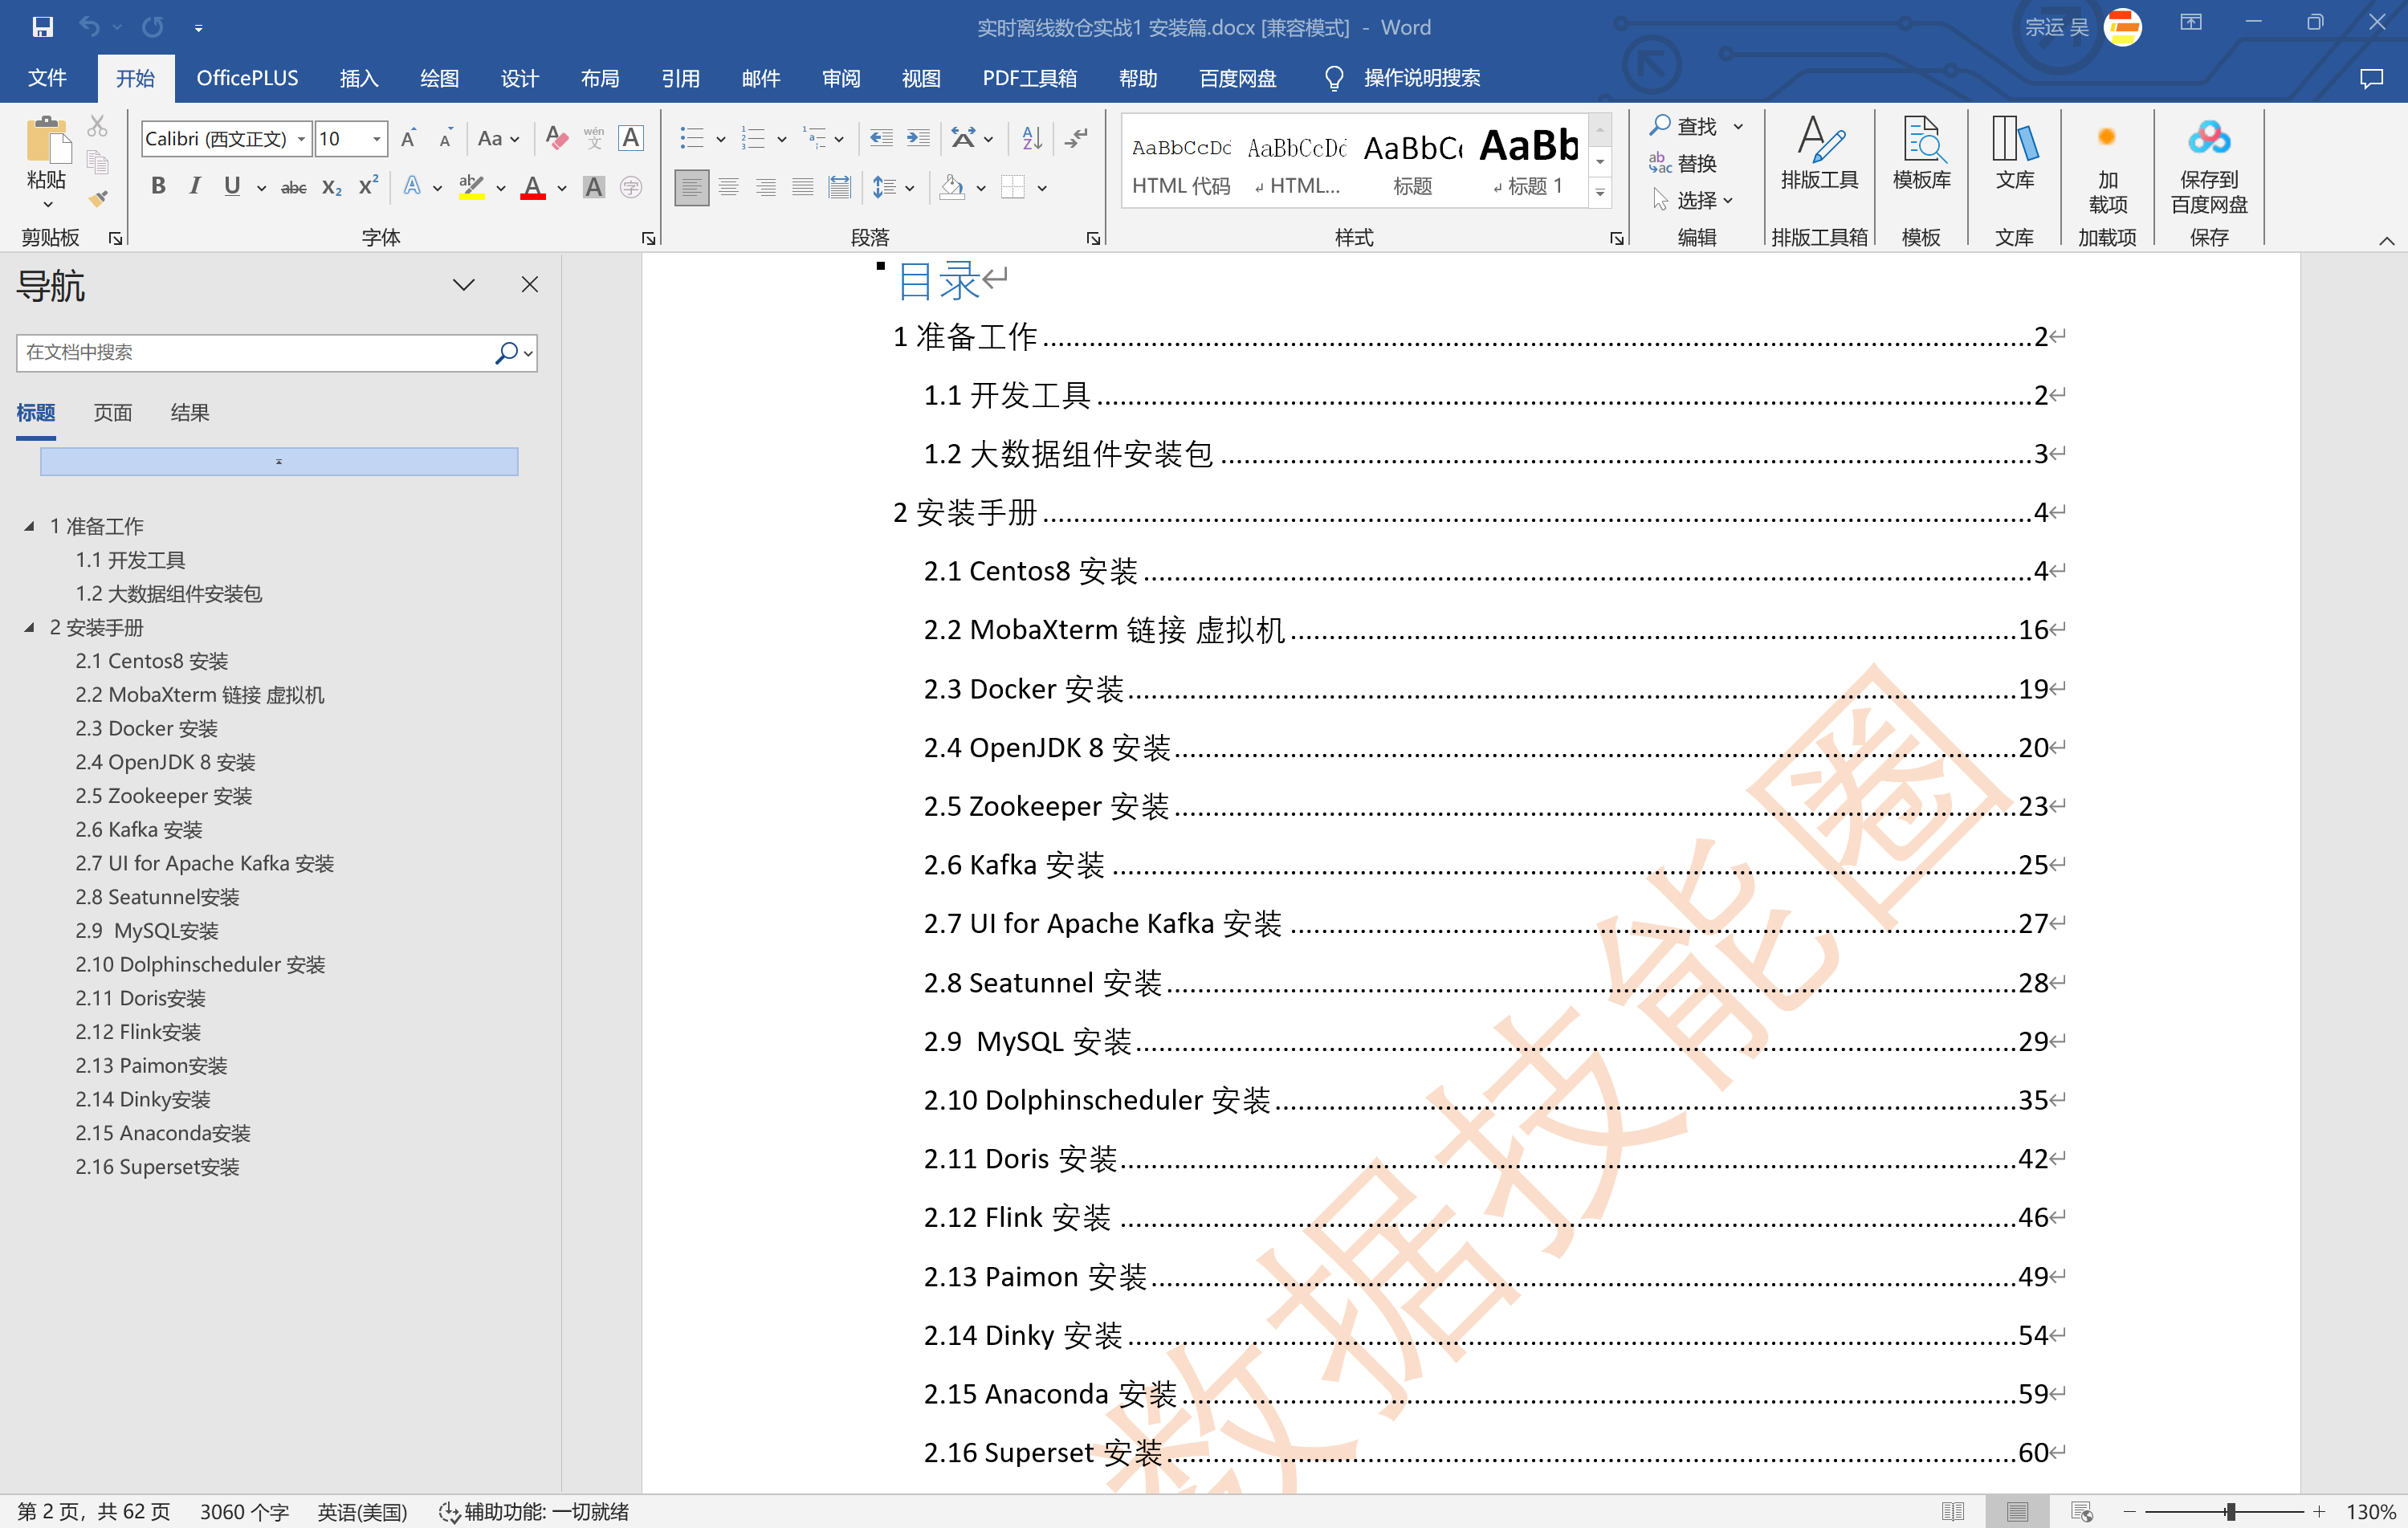 实时离线数仓实战1 安装篇.docx [兼容模式] - Word
宗运 吴
文件 开始 OfficePLUS 插入 绘图 设计 布局 引用 邮件 审阅 视图 PDF工具箱 帮助 百度网盘 操作说明搜索
粘贴
剪贴板
Calibri (西文正文) 10
字体
段落
AaBbCcDd AaBbCcDd AaBbCc AaBb
HTML 代码 HTML... 标题 标题 1
样式
查找
替换
选择
编辑
排版工具
排版工具箱
模板库
模板
文库
文库
加
载项
加载项
保存到
百度网盘
保存
导航
在文档中搜索
标题 页面 结果
1 准备工作
1.1 开发工具
1.2 大数据组件安装包
2 安装手册
2.1 Centos8 安装
2.2 MobaXterm 链接 虚拟机
2.3 Docker 安装
2.4 OpenJDK 8 安装
2.5 Zookeeper 安装
2.6 Kafka 安装
2.7 UI for Apache Kafka 安装
2.8 Seatunnel安装
2.9 MySQL安装
2.10 Dolphinscheduler 安装
2.11 Doris安装
2.12 Flink安装
2.13 Paimon安装
2.14 Dinky安装
2.15 Anaconda安装
2.16 Superset安装
目录
1 准备工作 2
1.1 开发工具 2
1.2 大数据组件安装包 3
2 安装手册 4
2.1 Centos8 安装 4
2.2 MobaXterm 链接 虚拟机 16
2.3 Docker 安装 19
2.4 OpenJDK 8 安装 20
2.5 Zookeeper 安装 23
2.6 Kafka 安装 25
2.7 UI for Apache Kafka 安装 27
2.8 Seatunnel 安装 28
2.9 MySQL 安装 29
2.10 Dolphinscheduler 安装 35
2.11 Doris 安装 42
2.12 Flink 安装 46
2.13 Paimon 安装 49
2.14 Dinky 安装 54
2.15 Anaconda 安装 59
2.16 Superset 安装 60
数据技能圈
第 2 页，共 62 页 3060 个字 英语(美国) 辅助功能: 一切就绪 130%